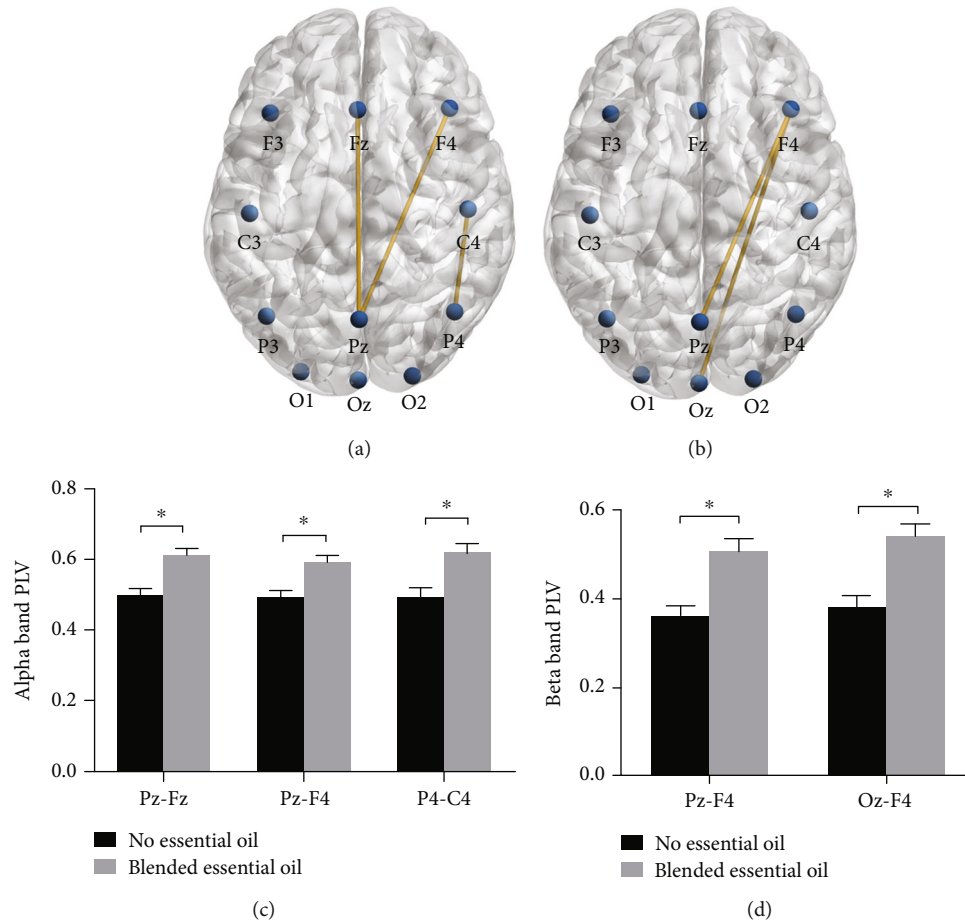 F3 Fz F4
C3 C4
P3 Pz P4
O1 Oz O2
(a)
F3 Fz F4
C3 C4
P3 Pz P4
O1 Oz O2
(b)
Alpha band PLV
0.8
0.6
0.4
0.2
0.0
* * *
Pz-Fz Pz-F4 P4-C4
No essential oil
Blended essential oil
(c)
Beta band PLV
0.6
0.4
0.2
0.0
* *
Pz-F4 Oz-F4
No essential oil
Blended essential oil
(d)